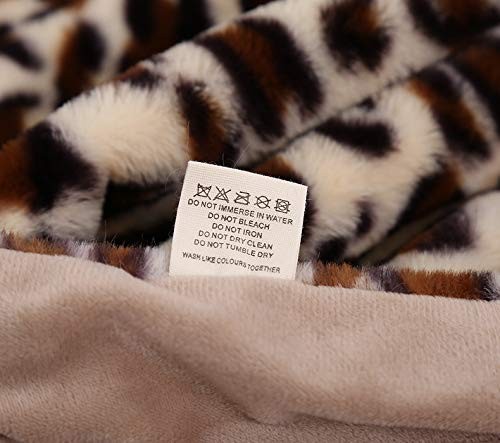 DO NOT IMMERSE IN WATER
DO NOT BLEACH
DO NOT IRON
DO NOT DRY CLEAN
DO NOT TUMBLE DRY
WASH LIKE COLOURS TOGETHER